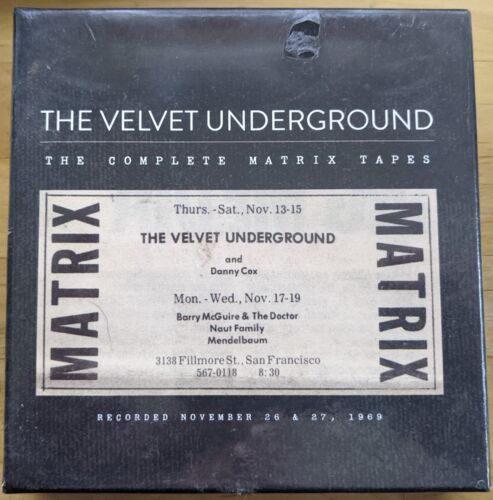 THE VELVET UNDERGROUND
THE COMPLETE MATRIX TAPES
MATRIX
Thurs. - Sat., Nov. 13-15
THE VELVET UNDERGROUND
and
Danny Cox
Mon. - Wed., Nov. 17-19
Barry McGuire & The Doctor
Naut Family
Mendelbaum
3138 Fillmore St., San Francisco
567-0118 8:30
MATRIX
RECORDED NOVEMBER 26 & 27, 1969